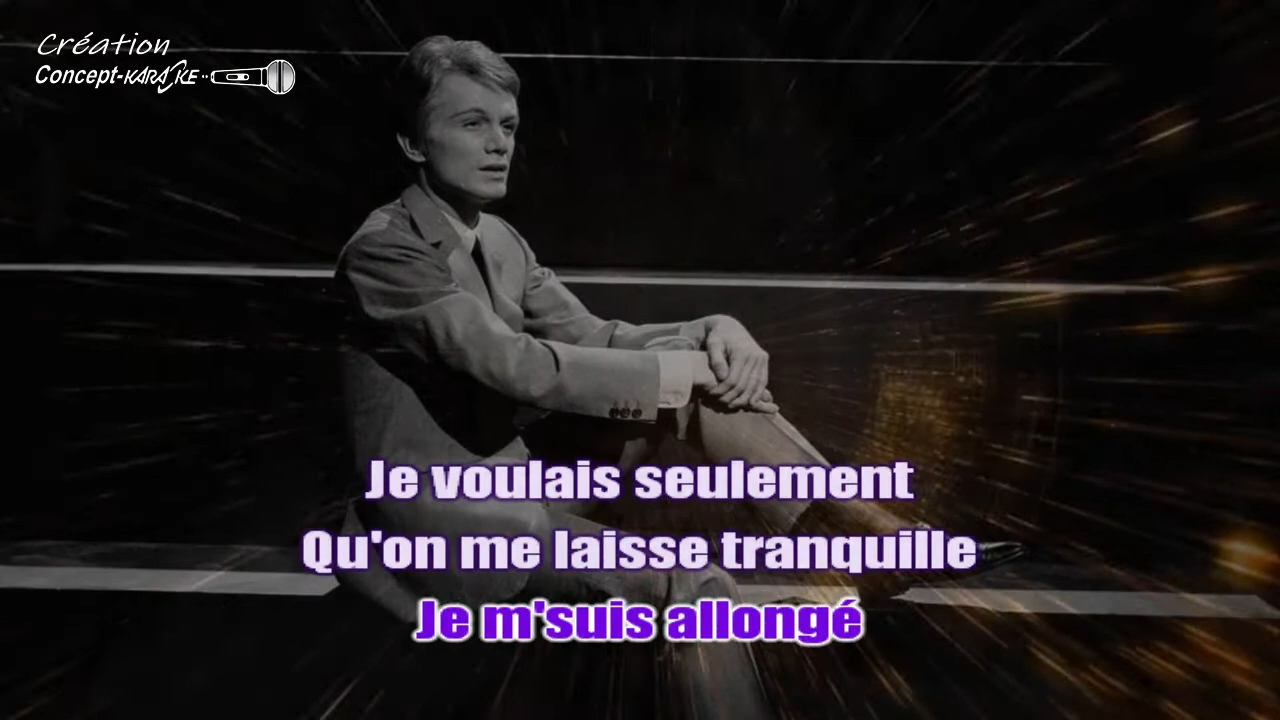 Création
Concept-KARAOKE
Je voulais seulement
Qu'on me laisse tranquille
Je m'suis allongé